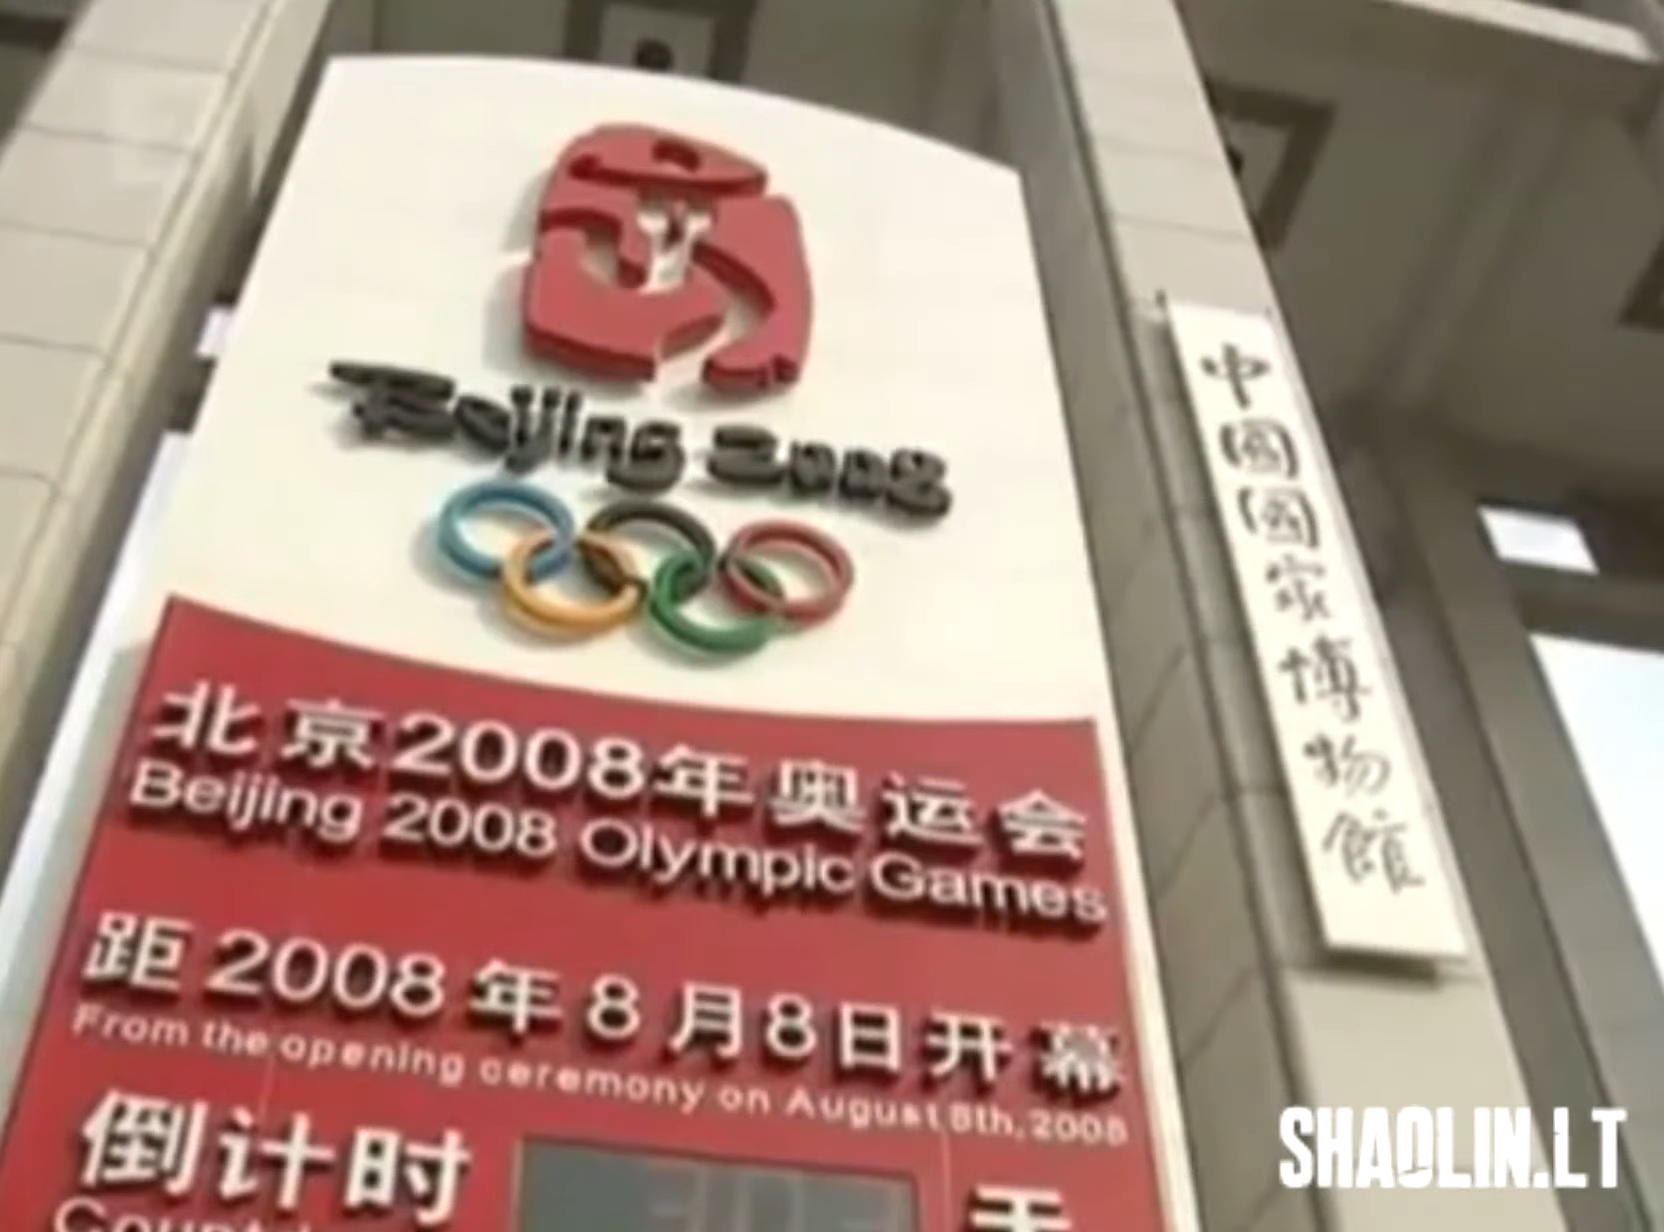 Beijing 2008
北京2008年奥运会
Beijing 2008 Olympic Games
距2008年8月8日开幕
From the opening ceremony on August 8th, 2008
倒计时
天
中國國家博物館
SHAOLIN.LT